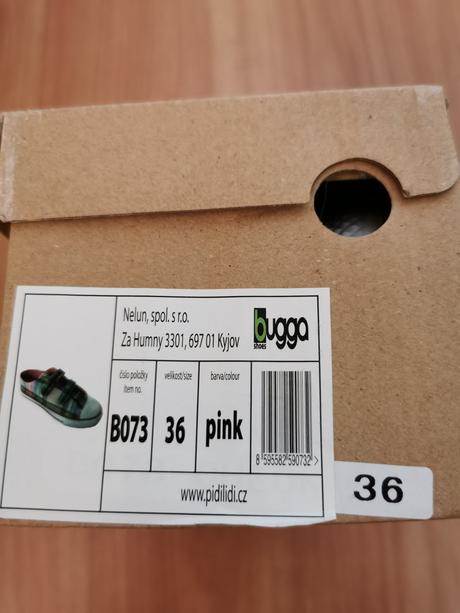 Nelun, spol. s r.o.
Za Humny 3301, 697 01 Kyjov
bugga
shoes
číslo položky
item no.
velikost/size
barva/colour
B073
36
pink
8 595582 590732 >
www.pidilidi.cz
36